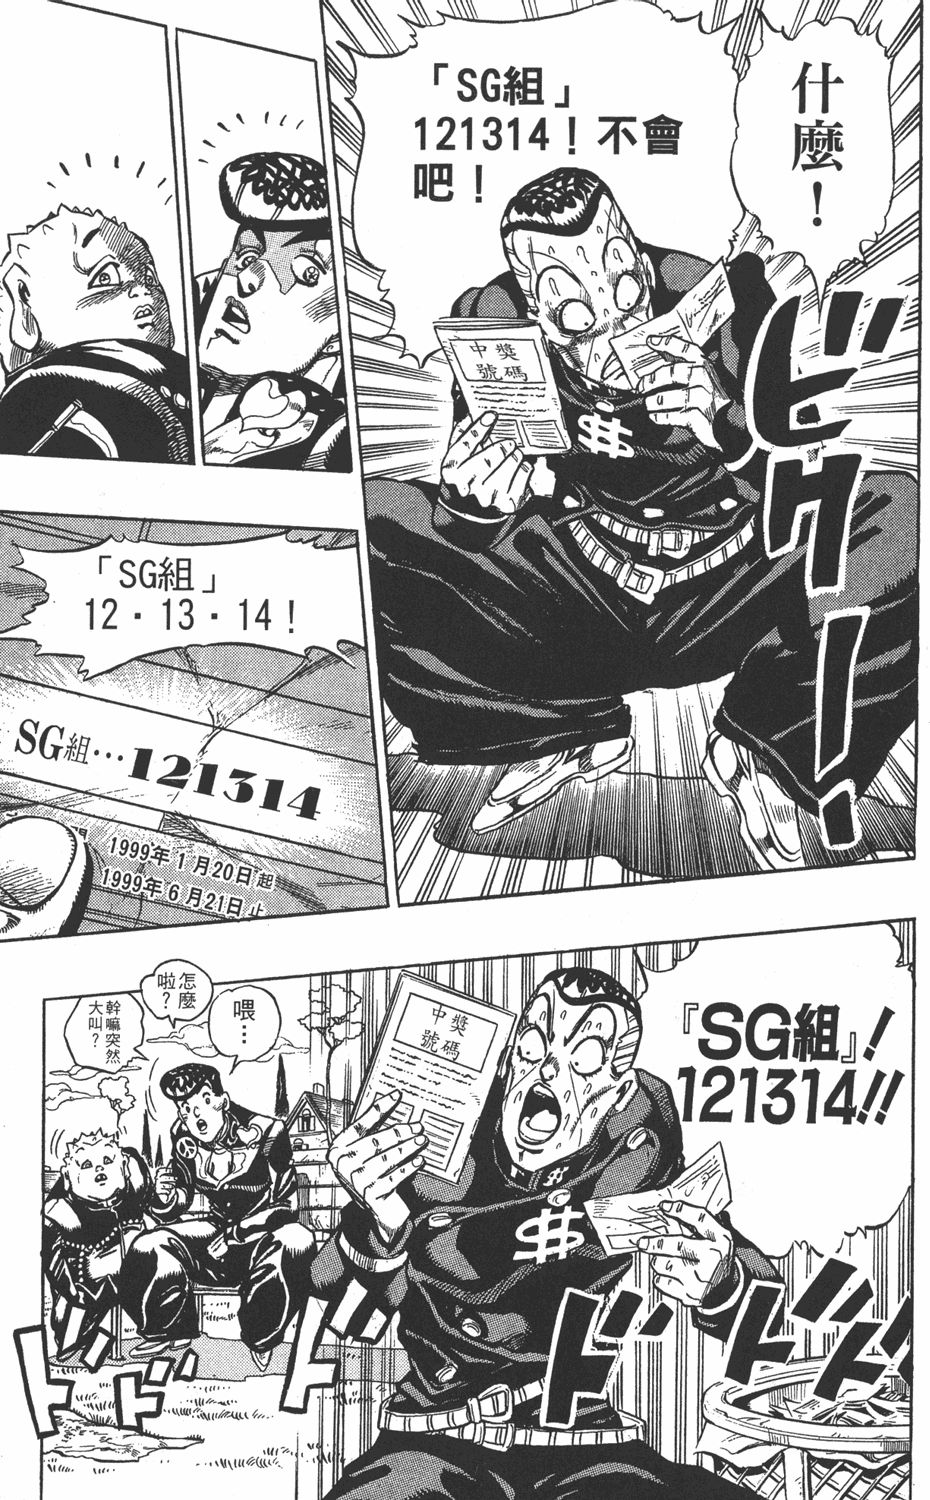 什麼！
「SG組」
121314！不會
吧！
中獎
號碼
ビクーッ！
「SG組」
12・13・14！
SG組…121314
1999年1月20日起
1999年6月21日止
『SG組』！
121314!!
中獎
號碼
喂…
怎麼
啦？
幹嘛突然
大叫？
ド
ド
ド
ド
ド
ド